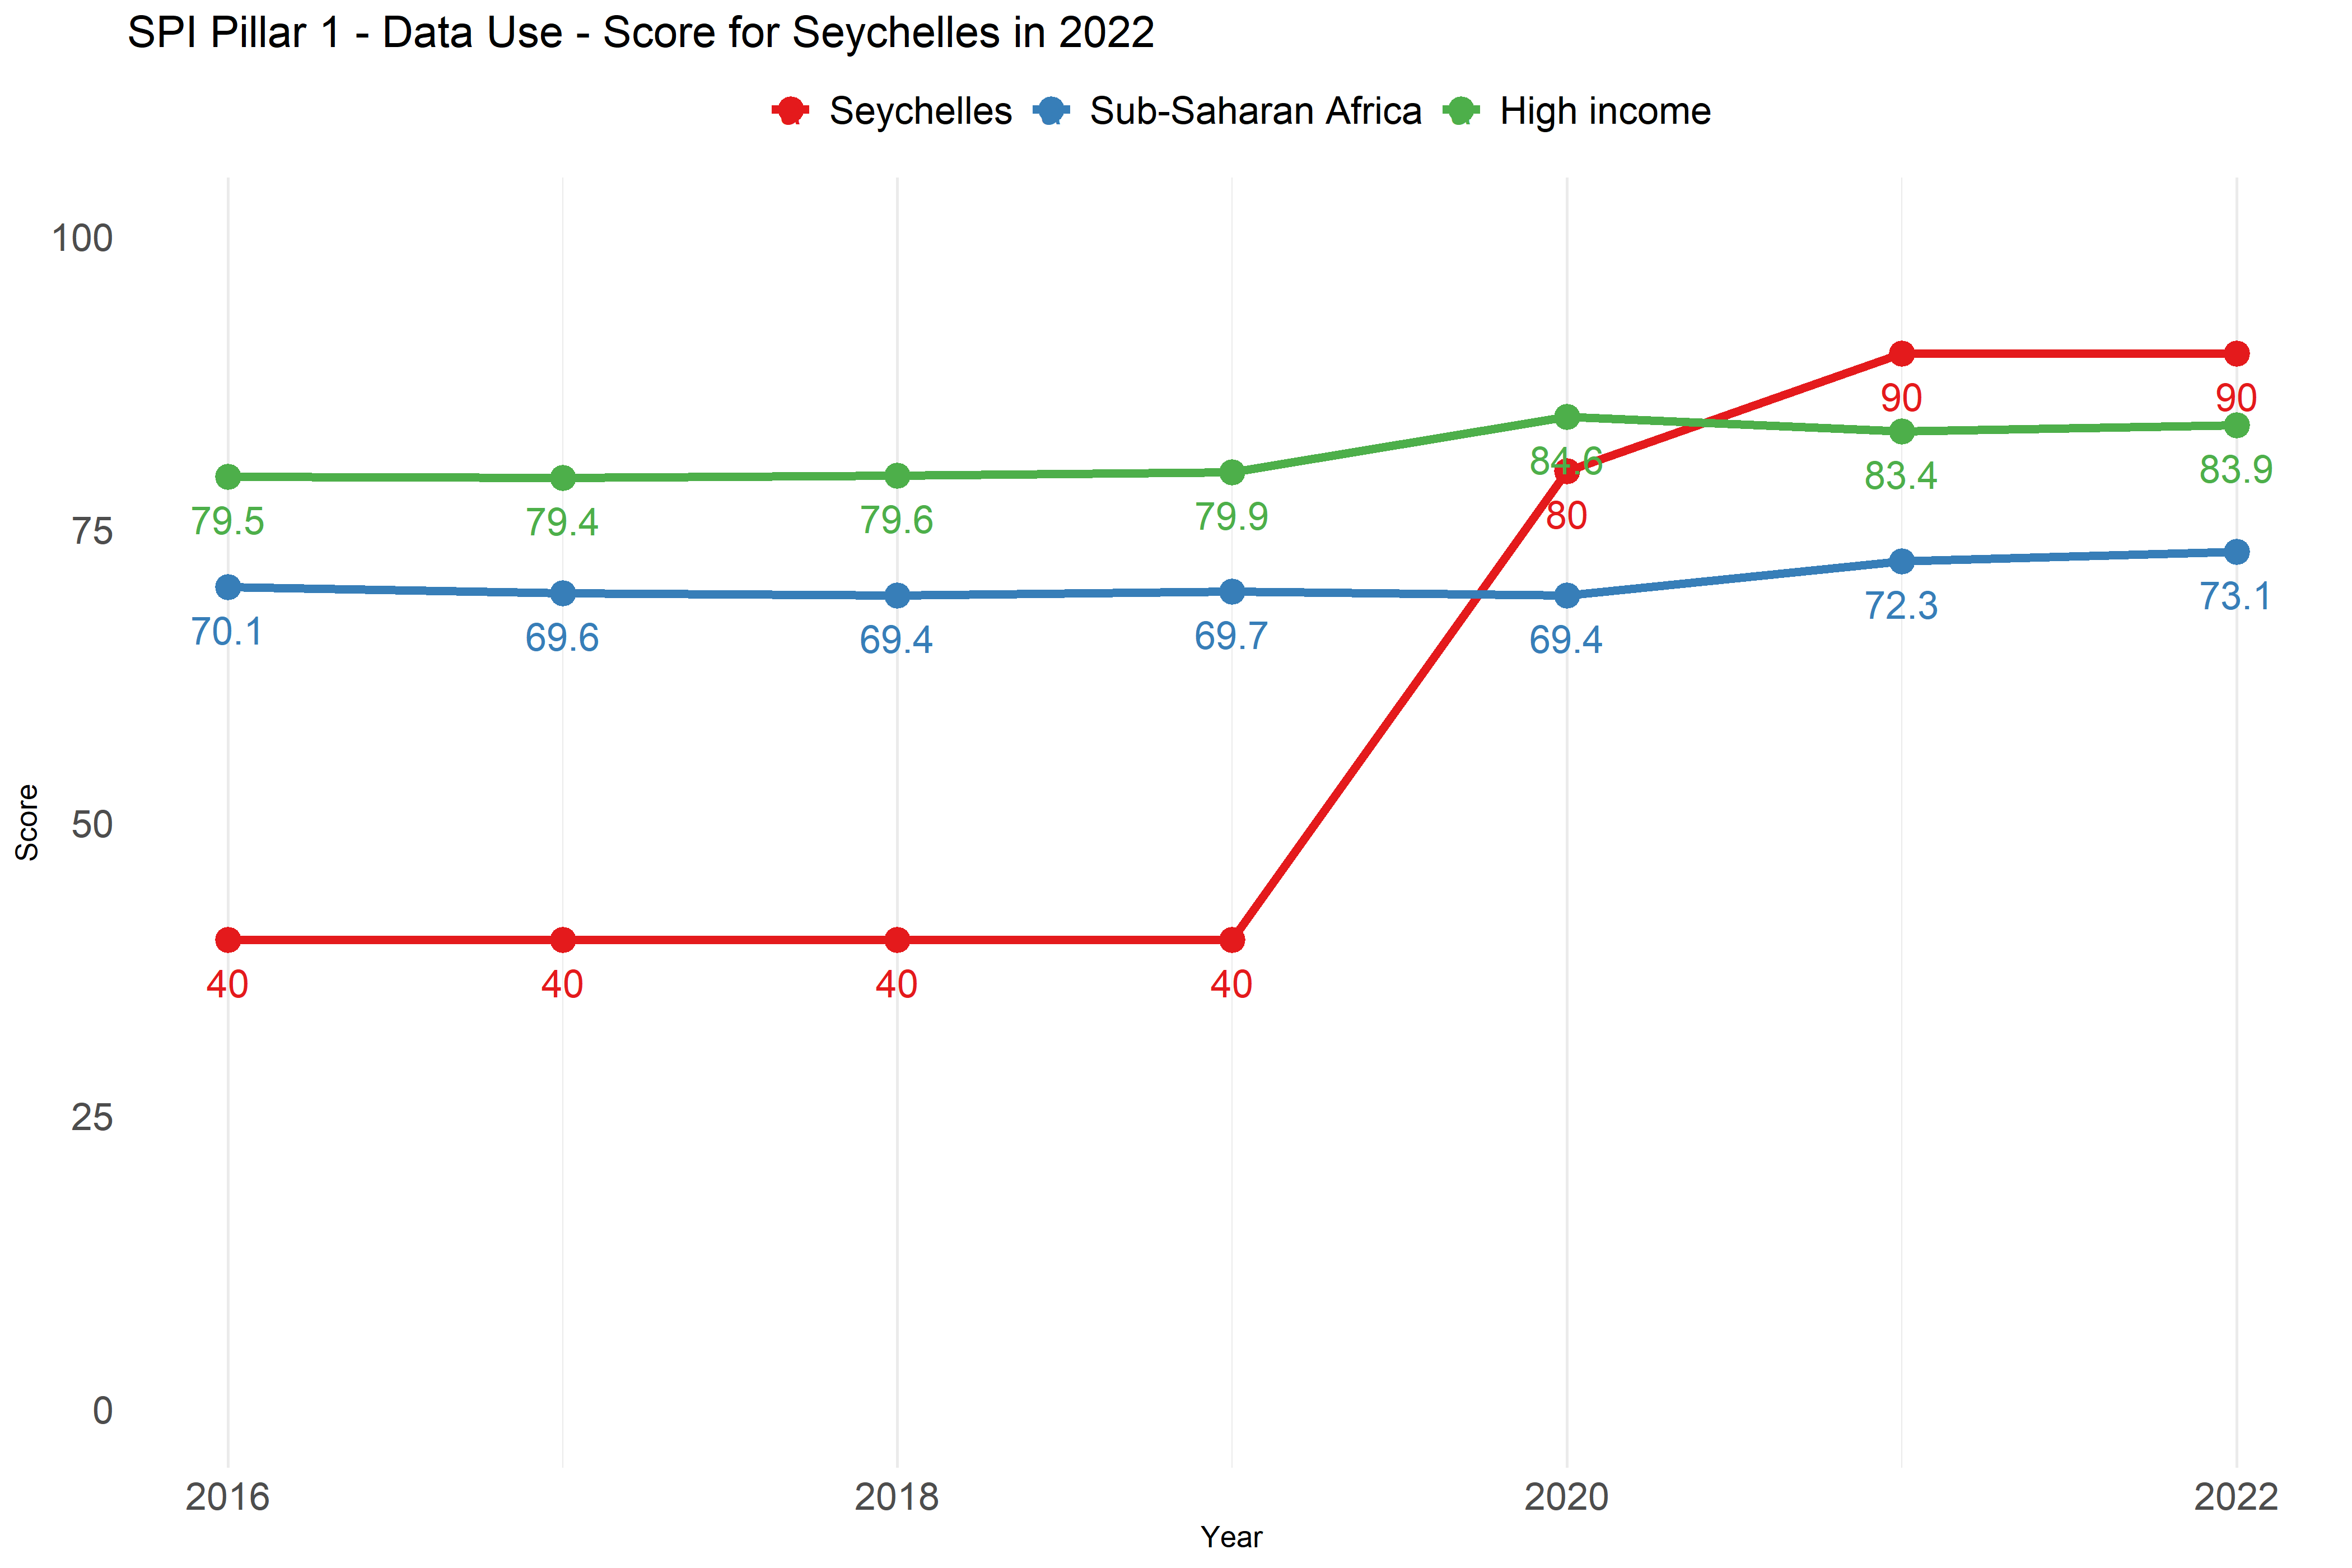 SPI Pillar 1 - Data Use - Score for Seychelles in 2022
Seychelles Sub-Saharan Africa High income
100
90 90
84.6 83.4 83.9
79.5 79.4 79.6 79.9
75
80
70.1 69.6 69.4 69.7 69.4 72.3 73.1
Score
50
40 40 40 40
25
0
2016 2018 2020 2022
Year